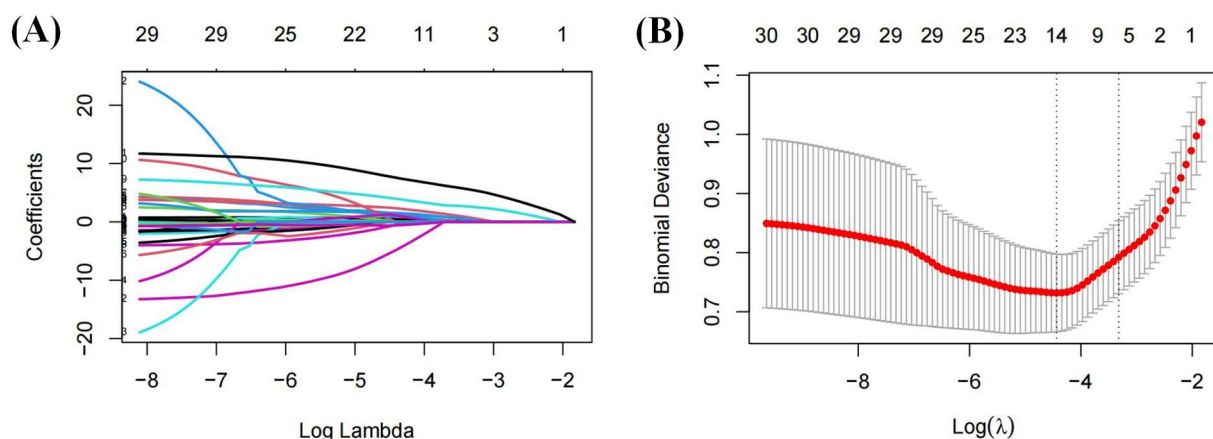 (A)
29 29 25 22 11 3 1
20
10
0
−10
−20
Coefficients
−8 −7 −6 −5 −4 −3 −2
Log Lambda
(B)
30 30 29 29 29 25 23 14 9 5 2 1
1.1
1.0
0.9
0.8
0.7
Binomial Deviance
−8 −6 −4 −2
Log(λ)